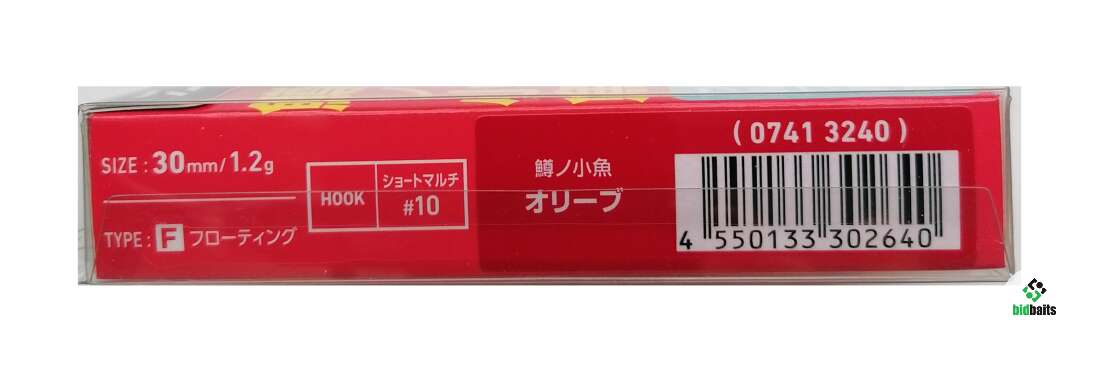 SIZE : 30mm/1.2g
TYPE : F フローティング
HOOK
ショートマルチ
#10
鱒ノ小魚
オリーブ
( 0741 3240 )
4 550133 302640
bidbaits